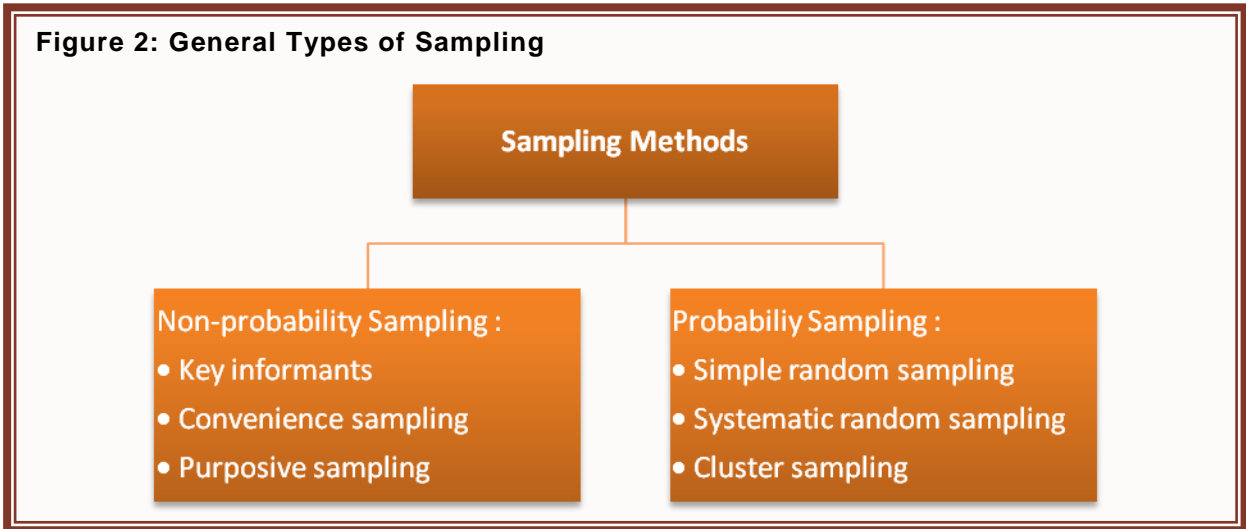 Figure 2: General Types of Sampling
Sampling Methods
Non-probability Sampling :
• Key informants
• Convenience sampling
• Purposive sampling
Probabiliy Sampling :
• Simple random sampling
• Systematic random sampling
• Cluster sampling